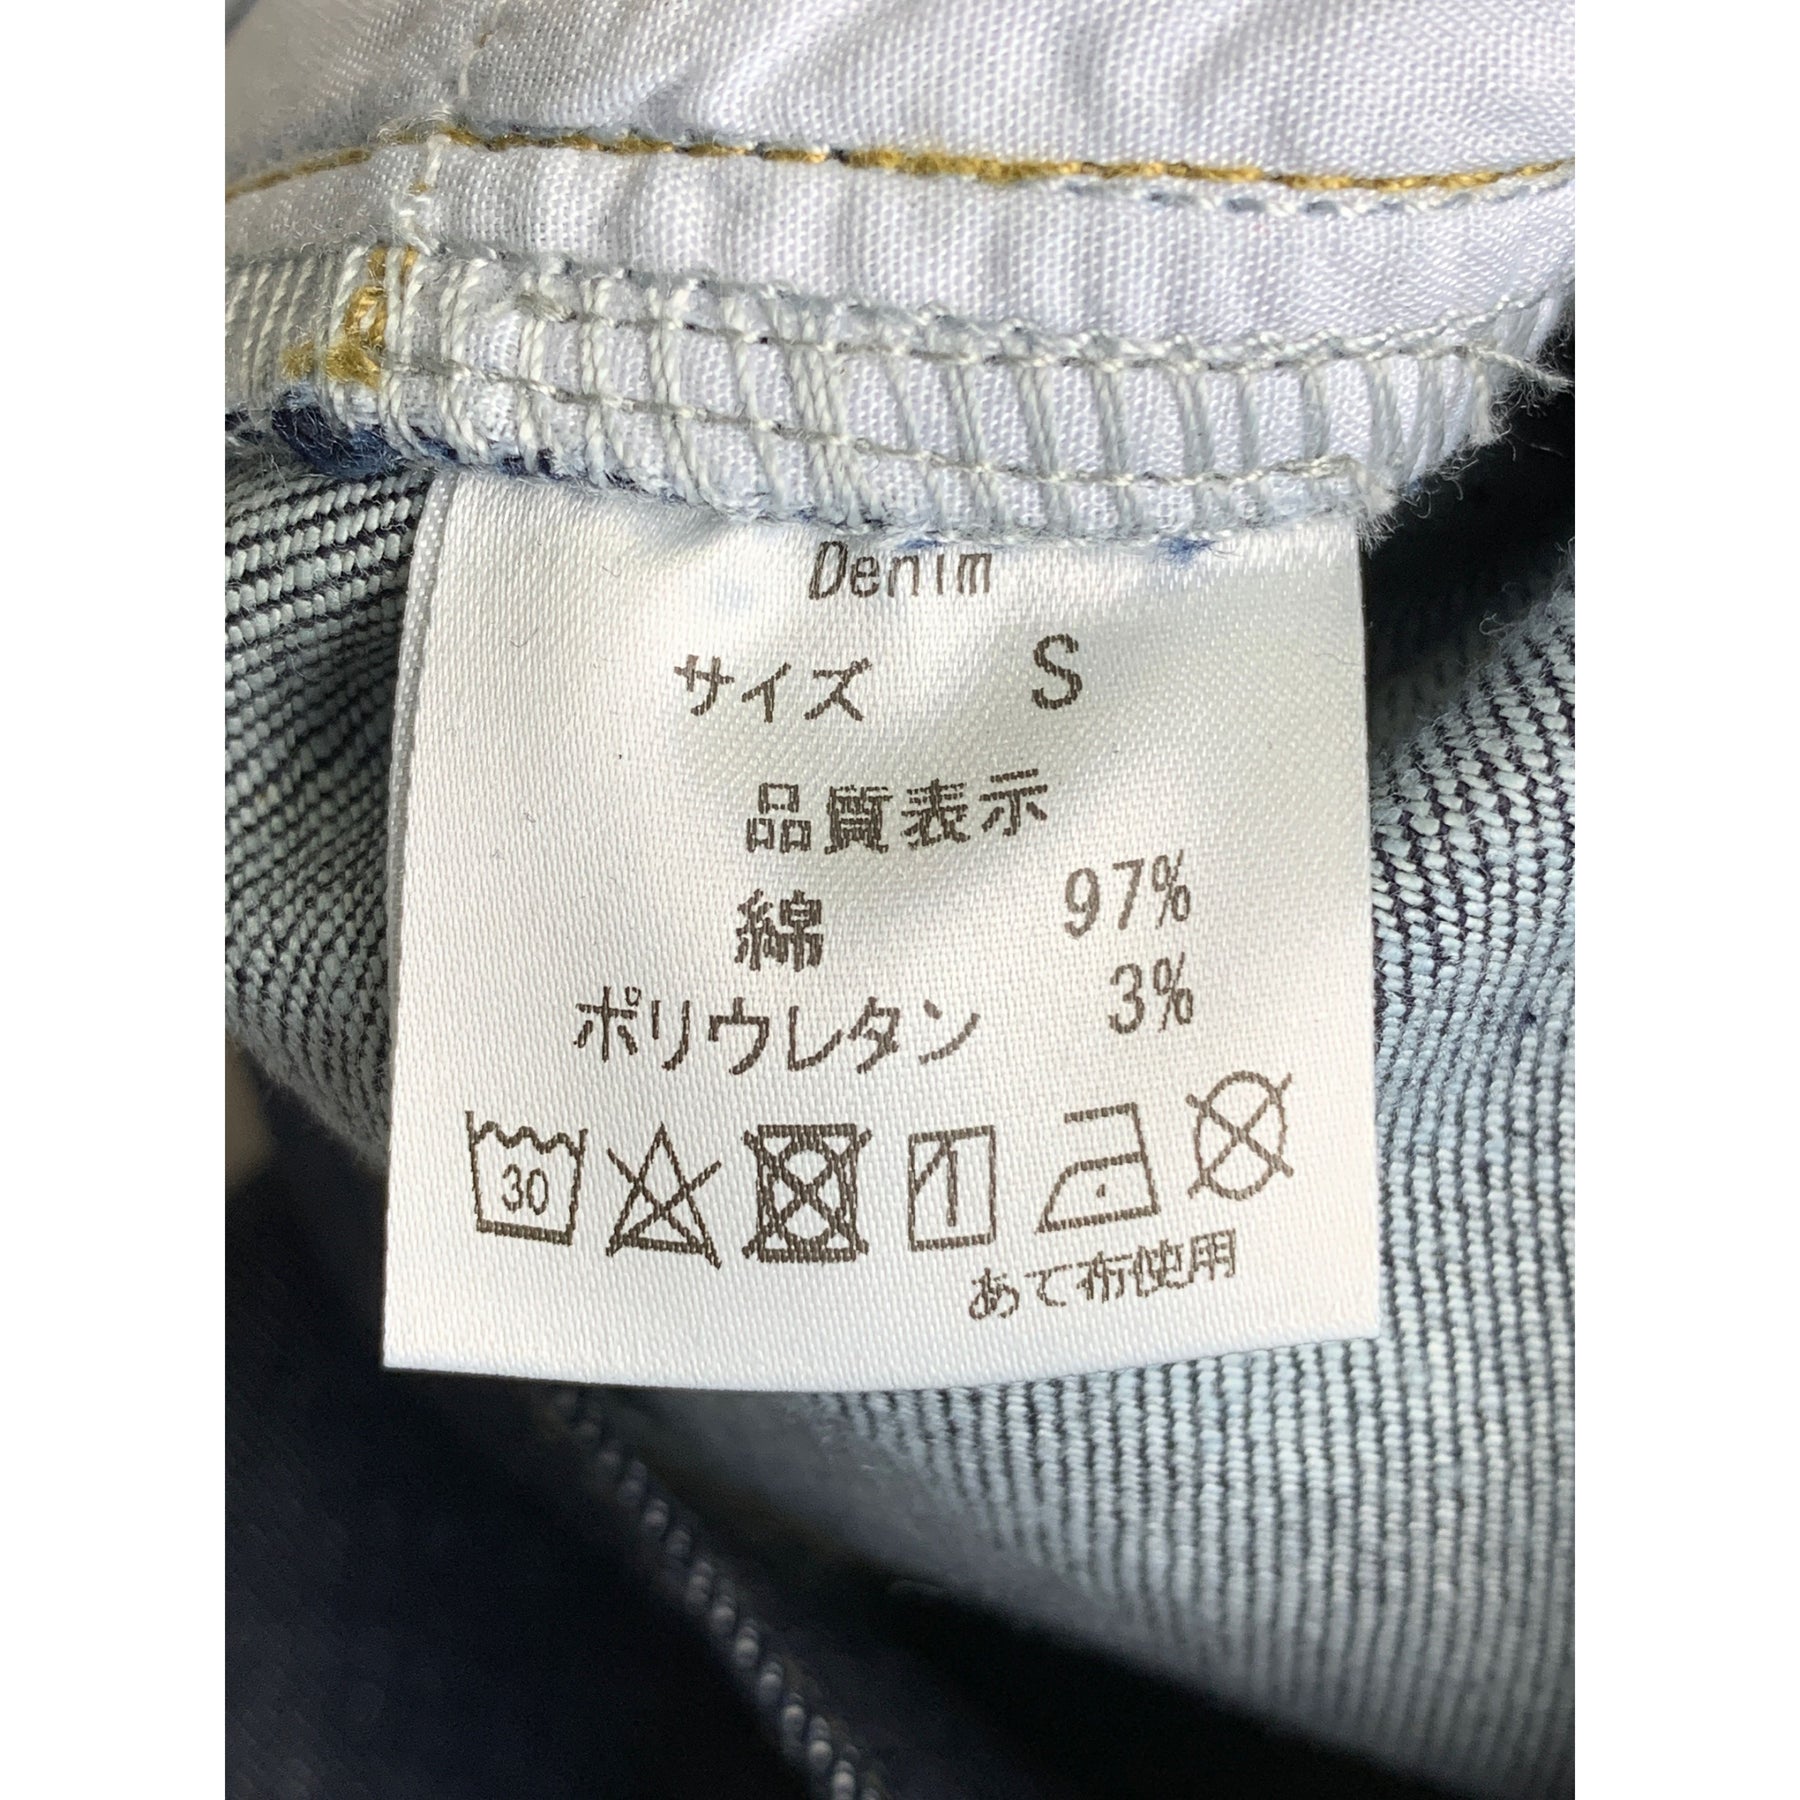 Denim
サイズ S
品質表示
綿 97%
ポリウレタン 3%
30
あて布使用